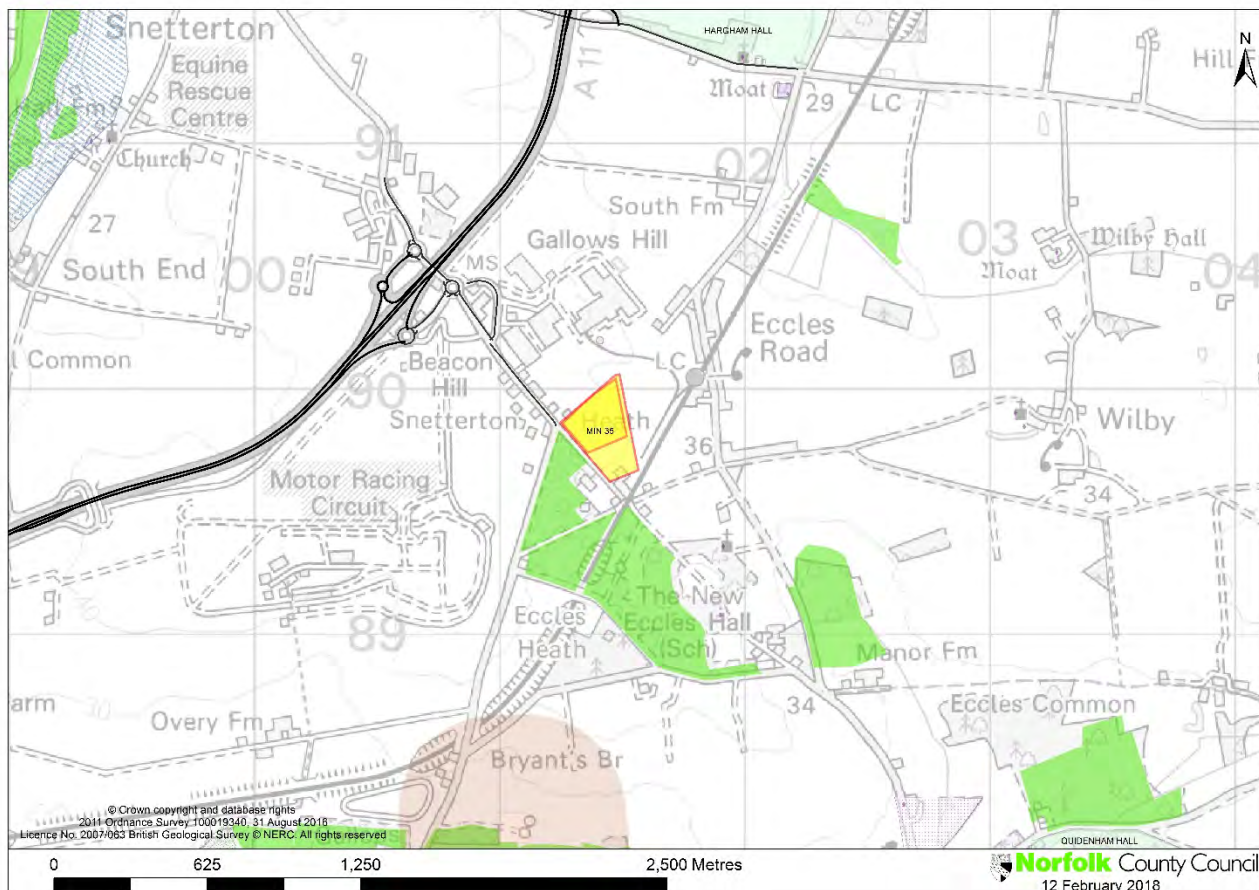 Snetterton
Equine
Rescue
Centre
Church
27
South End
00
91
A 11
HARGHAM HALL
Moat
29
LC
Hill F
N
02
South Fm
Gallows Hill
MS
03
Wilby Hall
Moat
04
l Common
Beacon
Hill
90
Snetterton
Heath
MIN 35
LC
Eccles
Road
36
Wilby
34
Motor Racing
Circuit
89
Eccles
Heath
The New
Eccles Hall
(Sch)
Manor Fm
34
Eccles Common
arm
Overy Fm
Bryant's Br
QUIDENHAM HALL
© Crown copyright and database rights
2011 Ordnance Survey 100019340, 31 August 2016
Licence No. 2007/063 British Geological Survey © NERC. All rights reserved
0 625 1,250 2,500 Metres
Norfolk County Council
12 February 2018